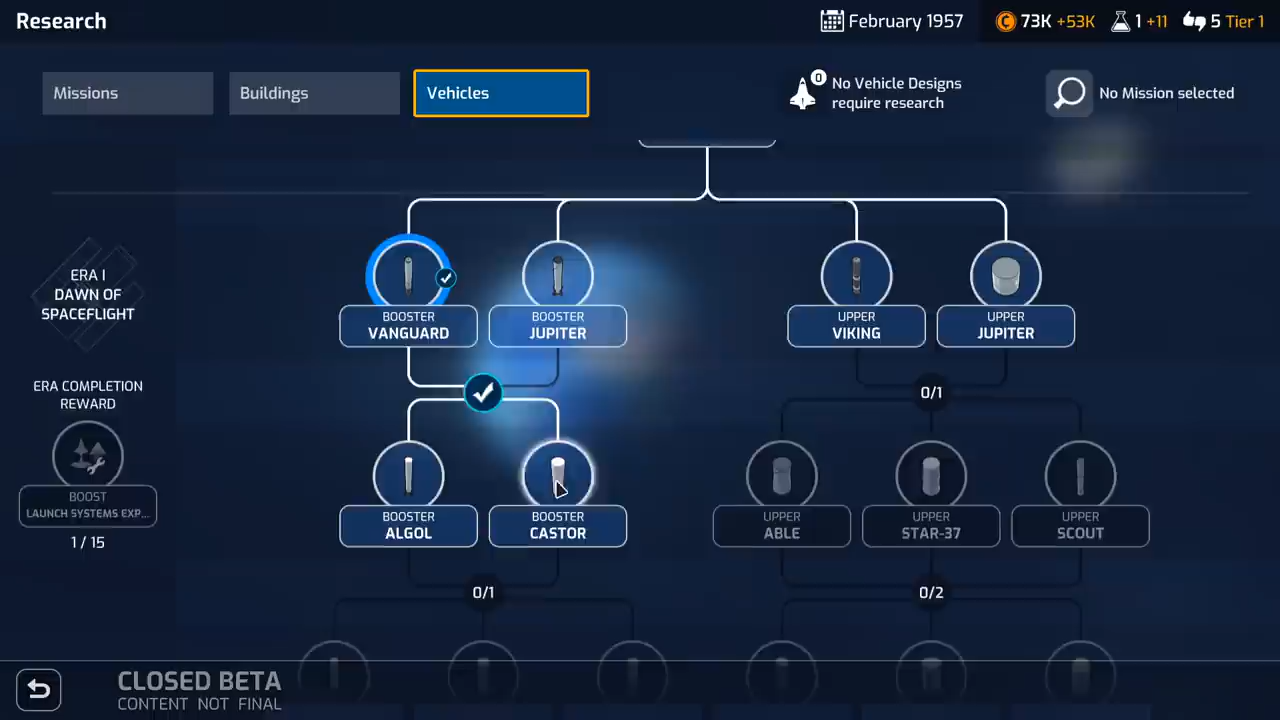 Research
February 1957
73K +53K
1 +11
5 Tier 1
Missions
Buildings
Vehicles
0
No Vehicle Designs
require research
No Mission selected
ERA I
DAWN OF
SPACEFLIGHT
BOOSTER
VANGUARD
BOOSTER
JUPITER
UPPER
VIKING
UPPER
JUPITER
ERA COMPLETION
REWARD
0/1
BOOST
LAUNCH SYSTEMS EXP...
1 / 15
BOOSTER
ALGOL
BOOSTER
CASTOR
UPPER
ABLE
UPPER
STAR-37
UPPER
SCOUT
0/1
0/2
CLOSED BETA
CONTENT NOT FINAL